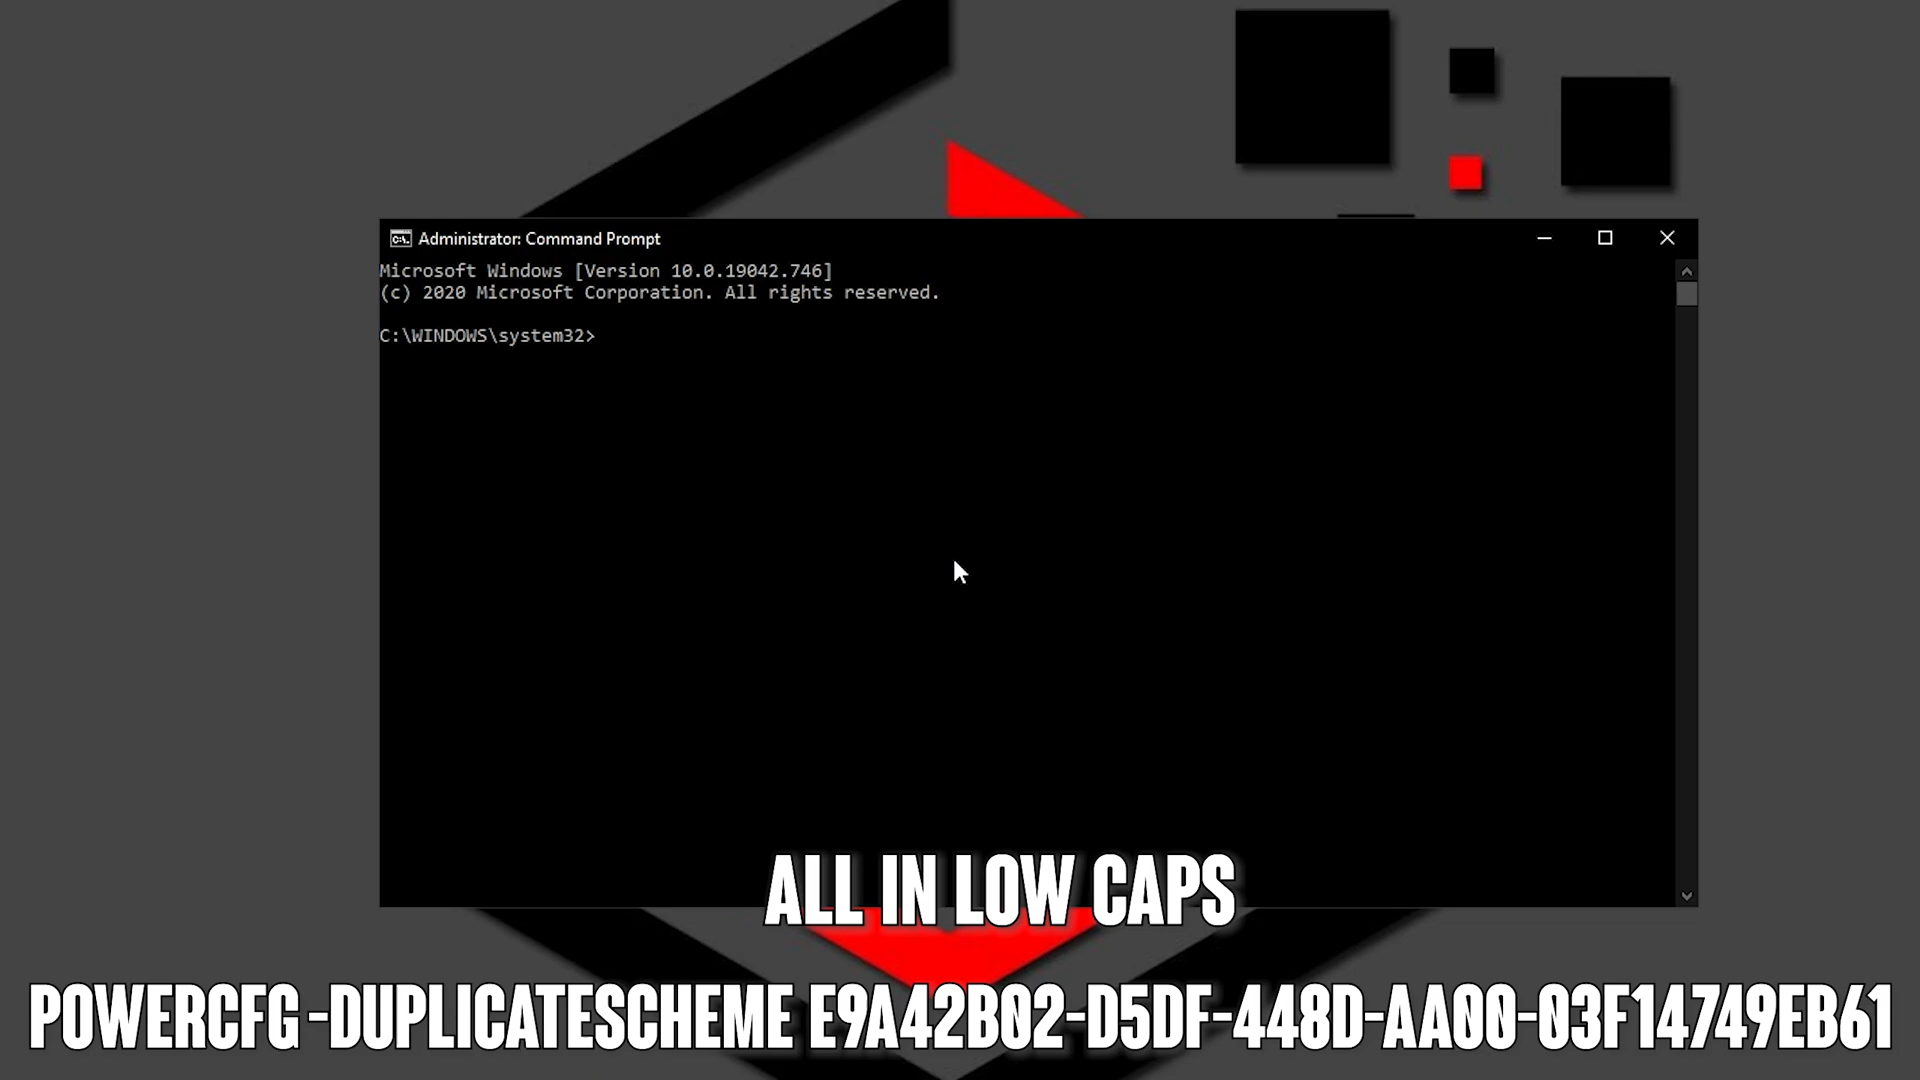 Administrator: Command Prompt
Microsoft Windows [Version 10.0.19042.746]
(c) 2020 Microsoft Corporation. All rights reserved.
C:\WINDOWS\system32>
ALL IN LOW CAPS
POWERCFG -DUPLICATESCHEME E9A42B02-D5DF-448D-AA00-03F14749EB61